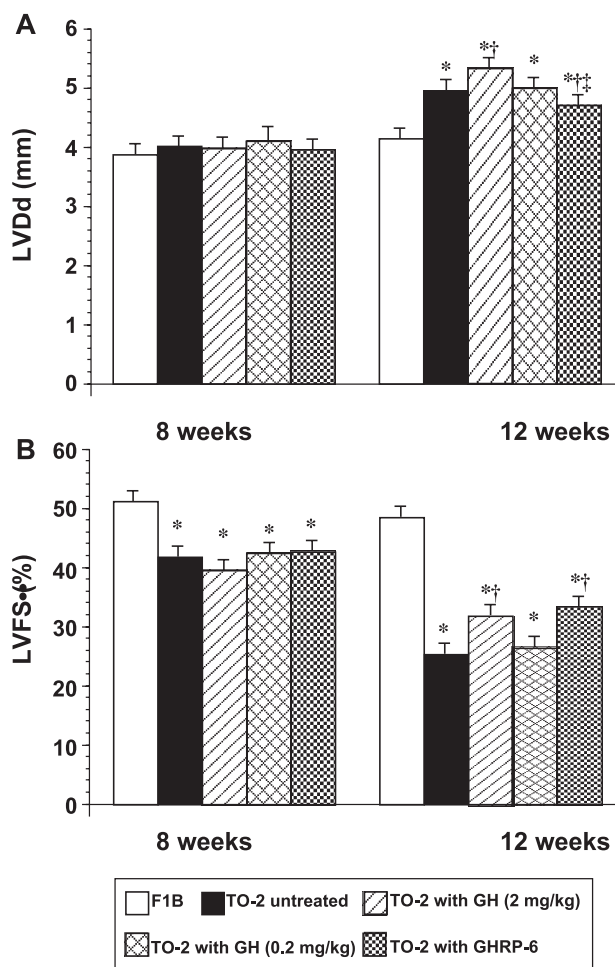 A
6
5
4
3
2
1
0
LVDd (mm)
*
*†
*
*†‡
8 weeks
12 weeks
B
60
50
40
30
20
10
0
LVFS••(%)
*
*
*
*
*
*†
*
*†
8 weeks
12 weeks
F1B TO-2 untreated TO-2 with GH (2 mg/kg)
TO-2 with GH (0.2 mg/kg) TO-2 with GHRP-6